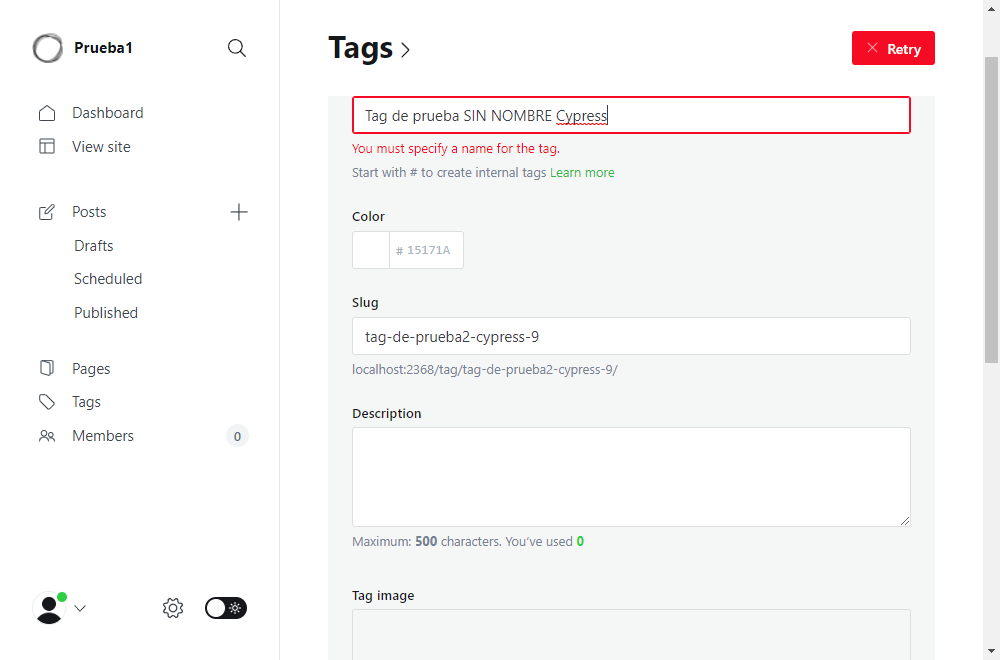 Prueba1
Dashboard
View site
Posts
Drafts
Scheduled
Published
Pages
Tags
Members
0
Tags
Retry
Tag de prueba SIN NOMBRE Cypress
You must specify a name for the tag.
Start with # to create internal tags Learn more
Color
# 15171A
Slug
tag-de-prueba2-cypress-9
localhost:2368/tag/tag-de-prueba2-cypress-9/
Description
Maximum: 500 characters. You’ve used 0
Tag image